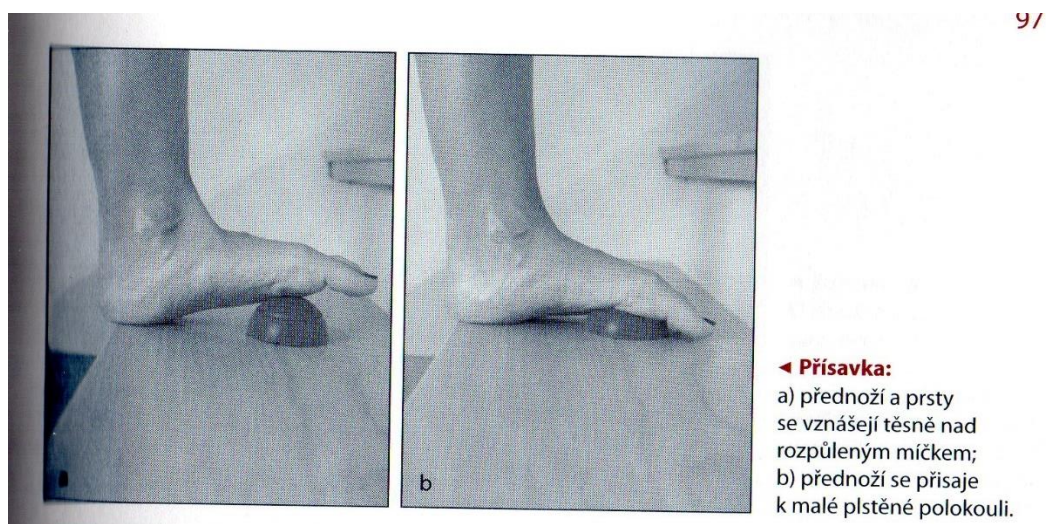 97
◄ Přísavka:
a) přednoží a prsty
se vznášejí těsně nad
rozpůleným míčkem;
b) přednoží se přisaje
k malé plstěné polokouli.
a
b